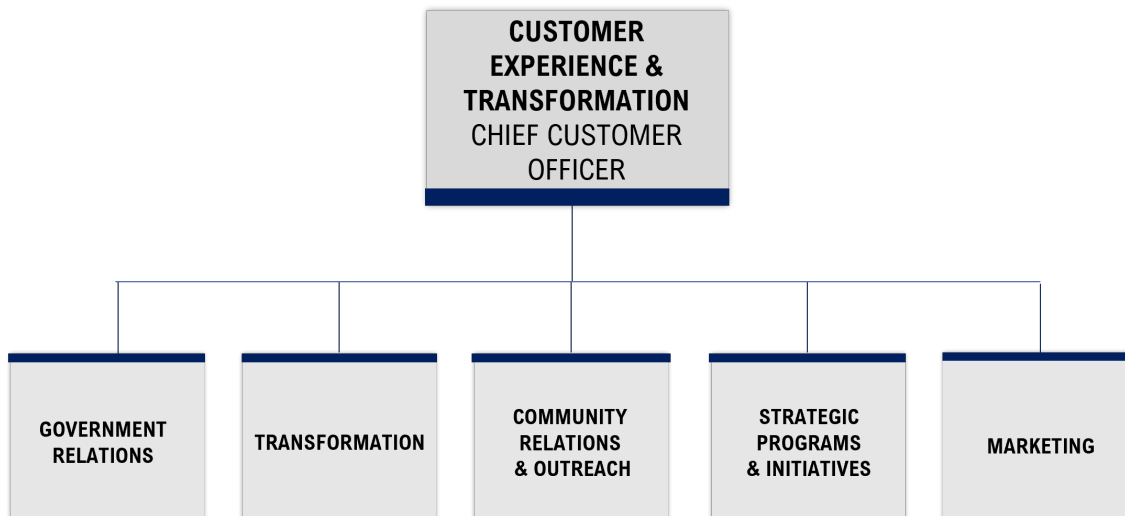 CUSTOMER
EXPERIENCE &
TRANSFORMATION
CHIEF CUSTOMER
OFFICER
GOVERNMENT
RELATIONS
TRANSFORMATION
COMMUNITY
RELATIONS
& OUTREACH
STRATEGIC
PROGRAMS
& INITIATIVES
MARKETING